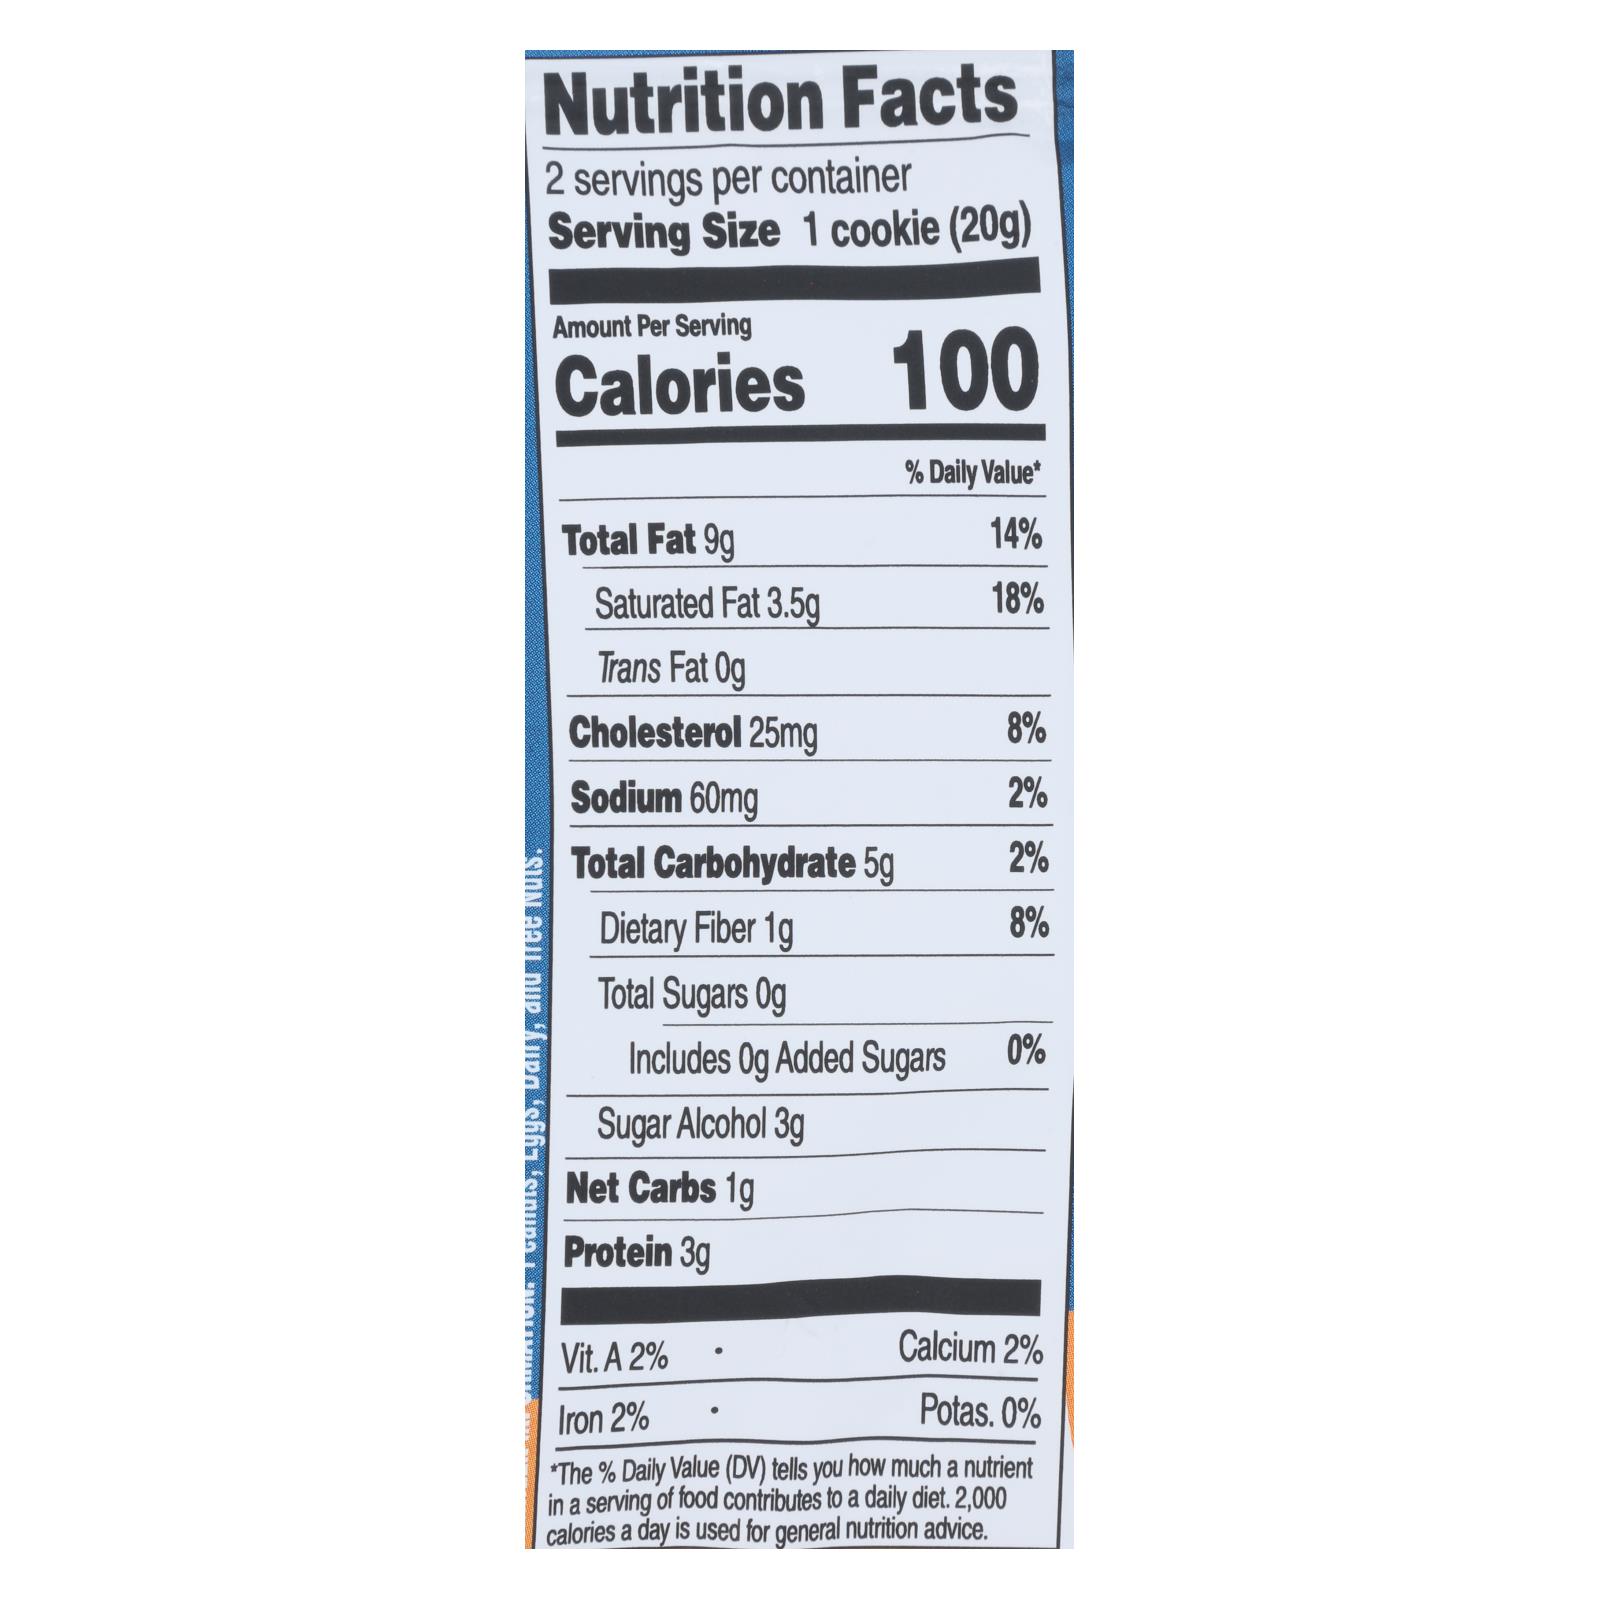 Nutrition Facts
2 servings per container
Serving Size 1 cookie (20g)
Amount Per Serving
Calories 100
% Daily Value*
Total Fat 9g 14%
Saturated Fat 3.5g 18%
Trans Fat 0g
Cholesterol 25mg 8%
Sodium 60mg 2%
Total Carbohydrate 5g 2%
Dietary Fiber 1g 8%
Total Sugars 0g
Includes 0g Added Sugars 0%
Sugar Alcohol 3g
Net Carbs 1g
Protein 3g
Vit. A 2% • Calcium 2%
Iron 2% • Potas. 0%
*The % Daily Value (DV) tells you how much a nutrient
in a serving of food contributes to a daily diet. 2,000
calories a day is used for general nutrition advice.
Eggs, Dairy, and Tree Nuts.